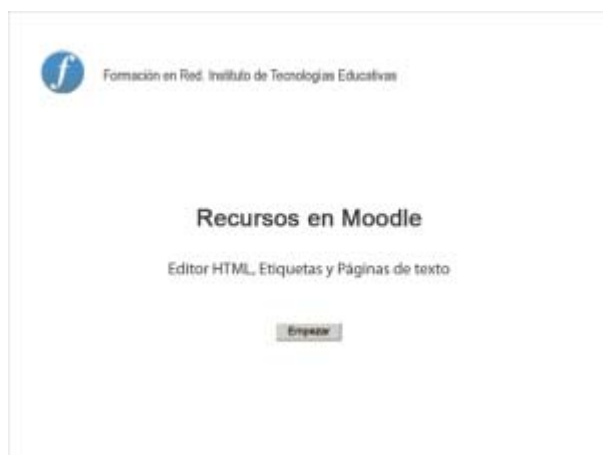 f
Formación en Red. Instituto de Tecnologías Educativas
Recursos en Moodle
Editor HTML, Etiquetas y Páginas de texto
Empezar